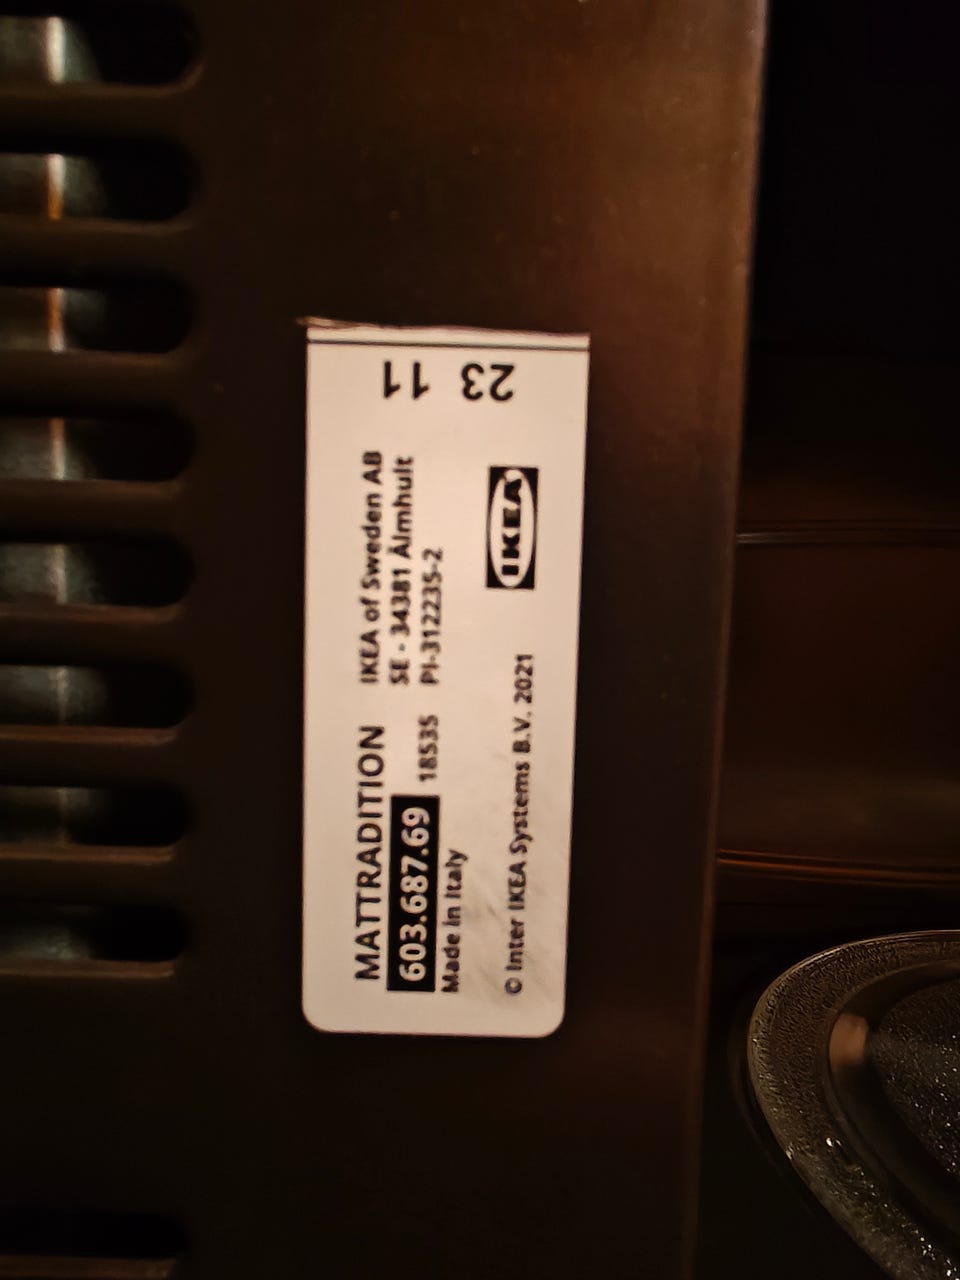 MATTRADITION
603.687.69 18535
Made in Italy
IKEA of Sweden AB
SE - 34381 Älmhult
PI-312235-2
© Inter IKEA Systems B.V. 2021
IKEA
23
11